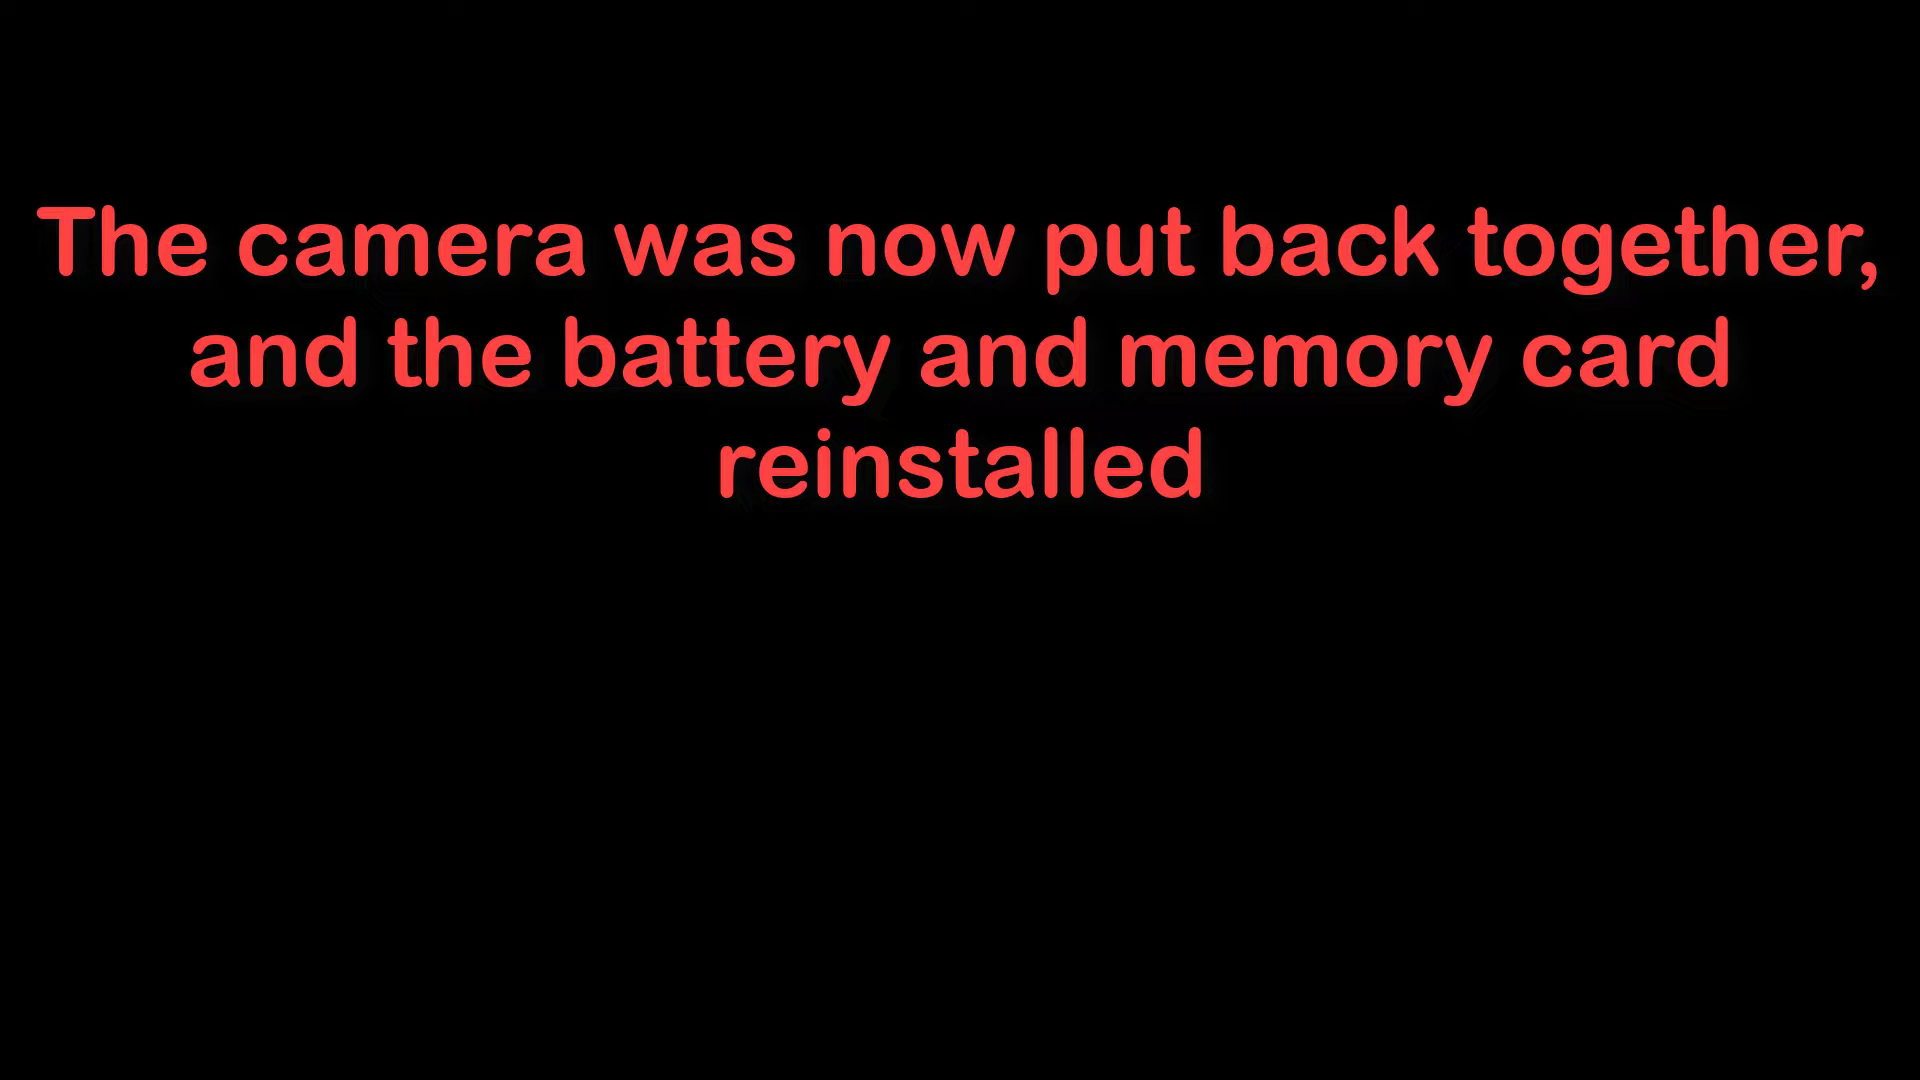 The camera was now put back together,
and the battery and memory card
reinstalled